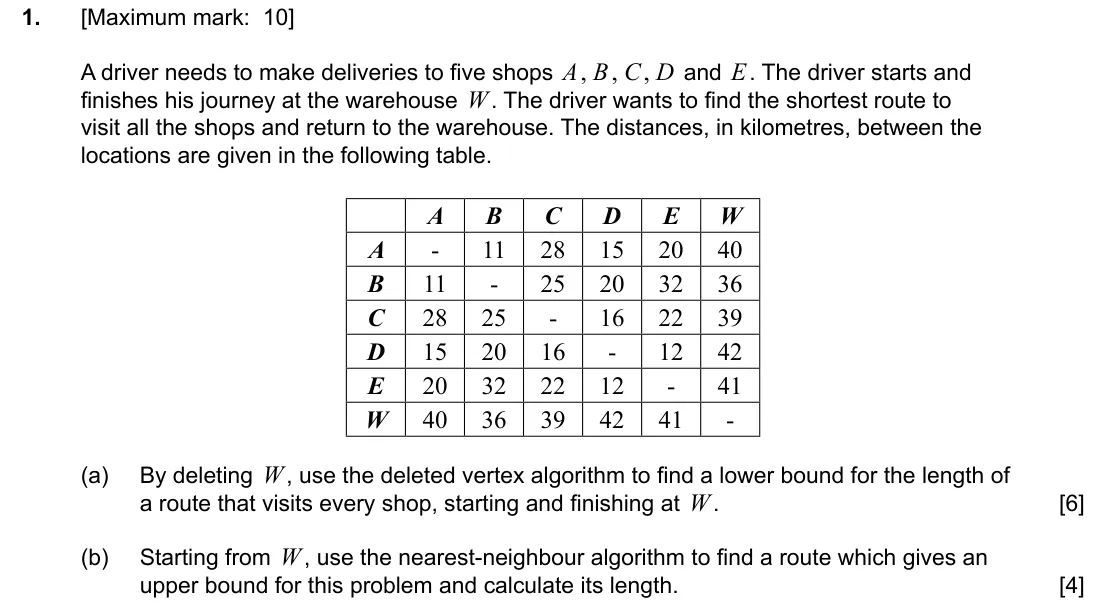 1. [Maximum mark: 10]
A driver needs to make deliveries to five shops A, B, C, D and E. The driver starts and
finishes his journey at the warehouse W. The driver wants to find the shortest route to
visit all the shops and return to the warehouse. The distances, in kilometres, between the
locations are given in the following table.
A B C D E W
A - 11 28 15 20 40
B 11 - 25 20 32 36
C 28 25 - 16 22 39
D 15 20 16 - 12 42
E 20 32 22 12 - 41
W 40 36 39 42 41 -
(a) By deleting W, use the deleted vertex algorithm to find a lower bound for the length of
a route that visits every shop, starting and finishing at W. [6]
(b) Starting from W, use the nearest-neighbour algorithm to find a route which gives an
upper bound for this problem and calculate its length. [4]